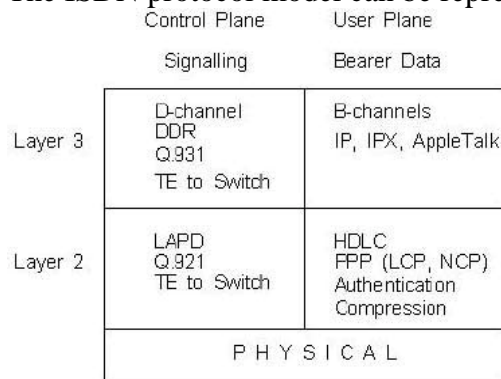 The ISDN protocol model can be repre
Control Plane User Plane
Signalling Bearer Data
Layer 3
D-channel
DDR
Q.931
TE to Switch
B-channels
IP, IPX, AppleTalk
Layer 2
LAPD
Q.921
TE to Switch
HDLC
FPP (LCP, NCP)
Authentication
Compression
P H Y S I C A L